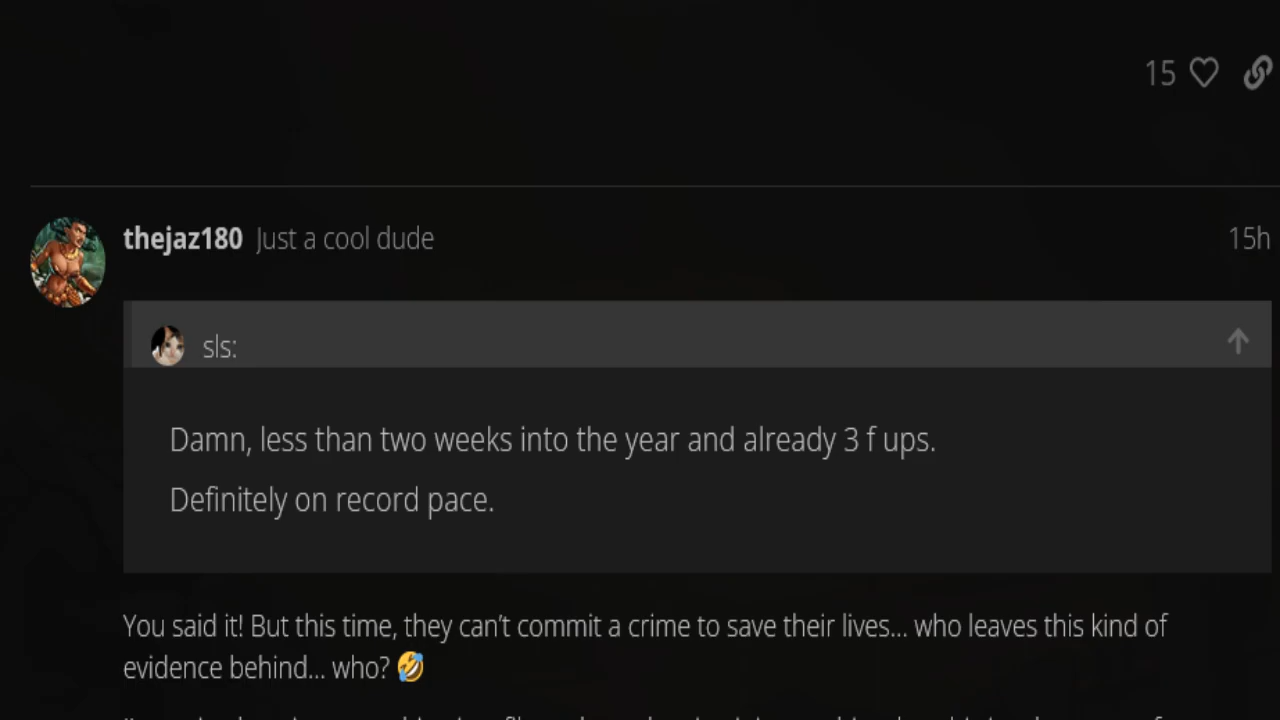 15
thejaz180 Just a cool dude 15h
sls:
Damn, less than two weeks into the year and already 3 f ups.
Definitely on record pace.
You said it! But this time, they can't commit a crime to save their lives... who leaves this kind of
evidence behind... who? 🤣